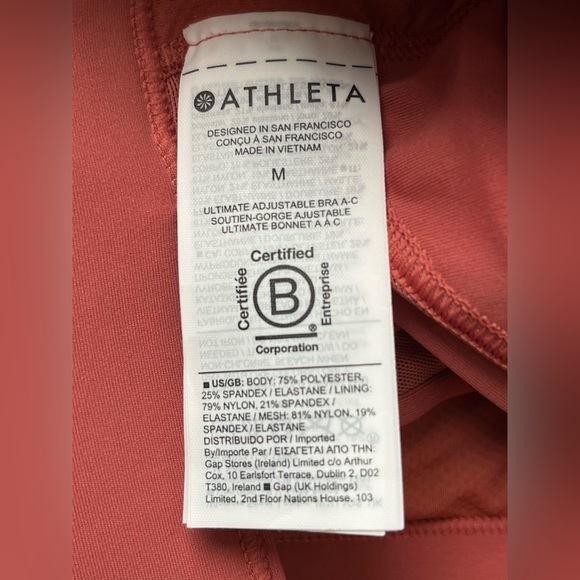 ATHLETA
DESIGNED IN SAN FRANCISCO
CONÇU À SAN FRANCISCO
MADE IN VIETNAM
M
ULTIMATE ADJUSTABLE BRA A-C
SOUTIEN-GORGE AJUSTABLE
ULTIMATE BONNET A À C
Certified
Certifiée
B
Entreprise
®
Corporation
■ US/GB: BODY: 75% POLYESTER,
25% SPANDEX / ELASTANE / LINING:
79% NYLON, 21% SPANDEX /
ELASTANE / MESH: 81% NYLON, 19%
SPANDEX / ELASTANE
DISTRIBUIDO POR / Imported
By/Importe Par / ΕΙΣΑΓΕΤΑΙ ΑΠΟ ΤΗΝ:
Gap Stores (Ireland) Limited c/o Arthur
Cox, 10 Earlsfort Terrace, Dublin 2, D02
T380, Ireland ■ Gap (UK Holdings)
Limited, 2nd Floor Nations House, 103